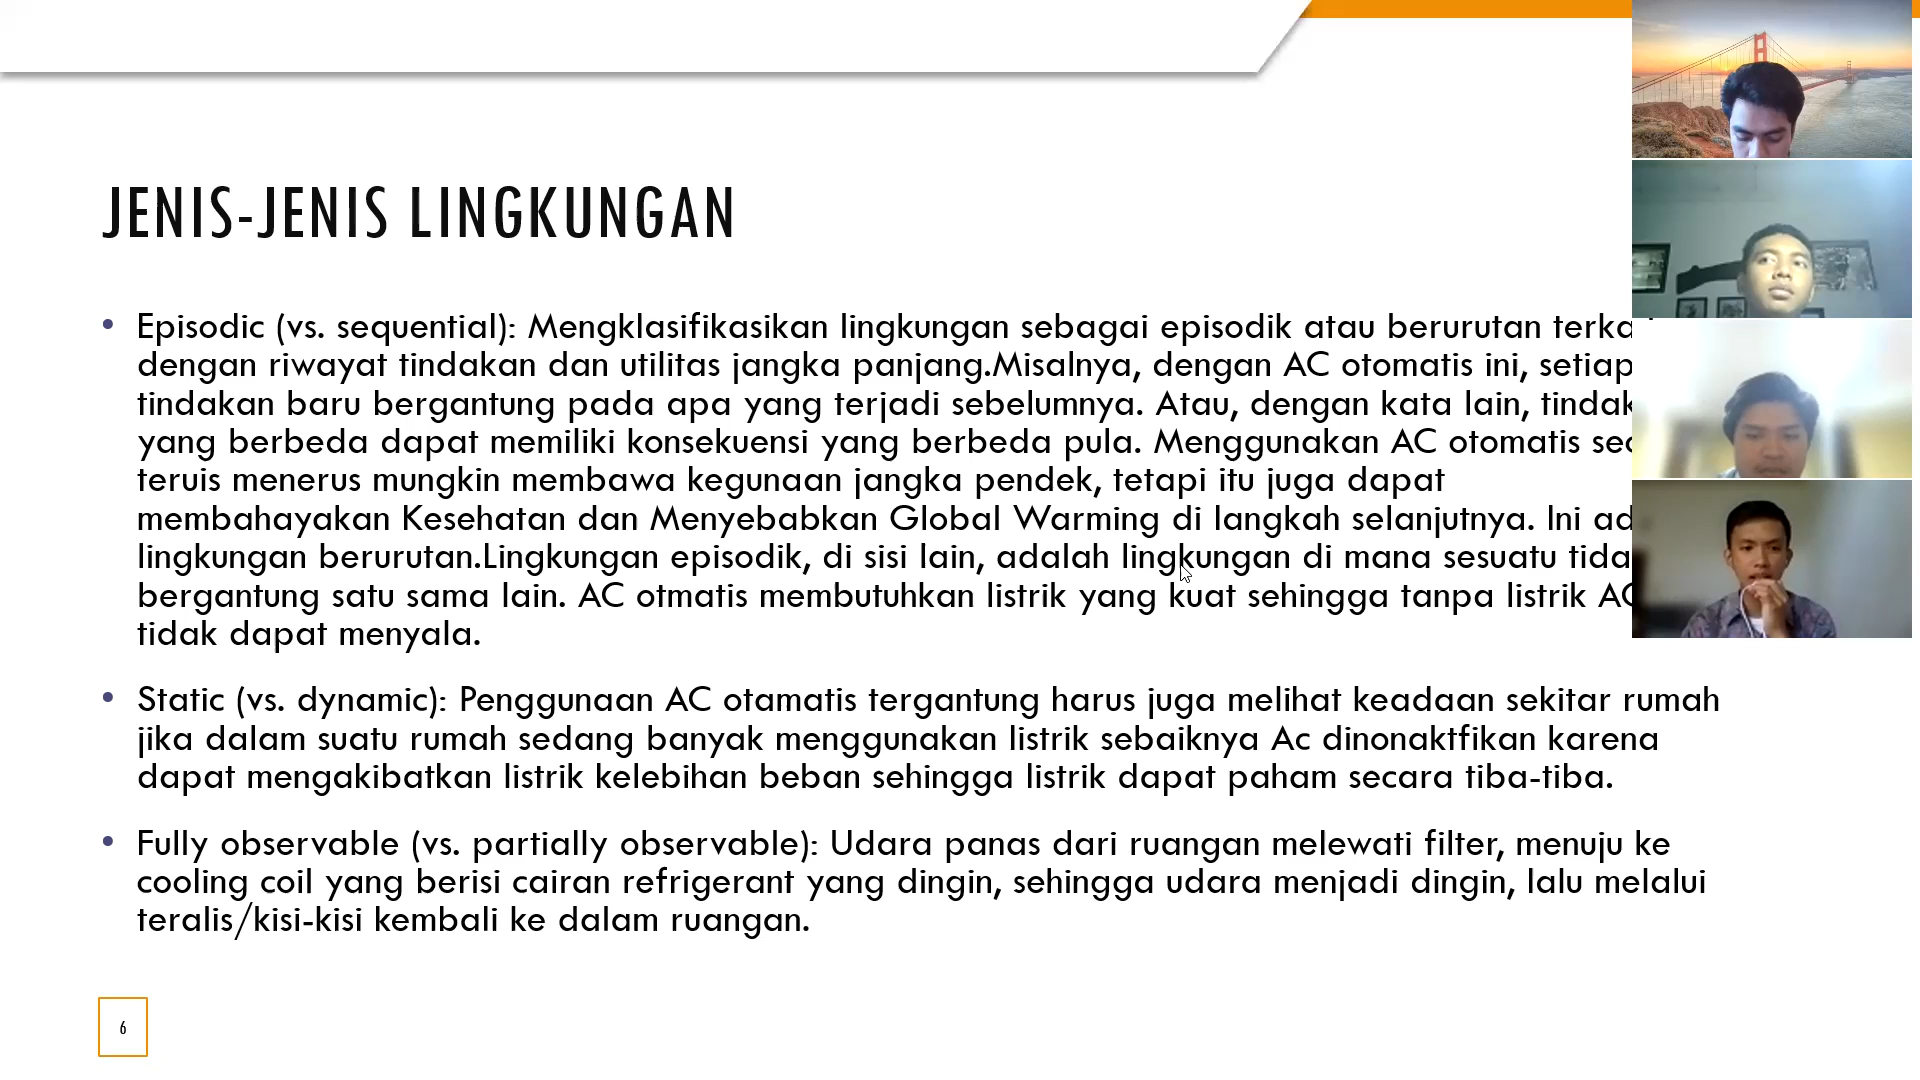 JENIS-JENIS LINGKUNGAN
• Episodic (vs. sequential): Mengklasifikasikan lingkungan sebagai episodik atau berurutan
dengan riwayat tindakan dan utilitas jangka panjang.Misalnya, dengan AC otomatis ini, setiap
tindakan baru bergantung pada apa yang terjadi sebelumnya. Atau, dengan kata lain,
yang berbeda dapat memiliki konsekuensi yang berbeda pula. Menggunakan AC otomatis
teruis menerus mungkin membawa kegunaan jangka pendek, tetapi itu juga dapat
membahayakan Kesehatan dan Menyebabkan Global Warming di langkah selanjutnya. Ini
lingkungan berurutan.Lingkungan episodik, di sisi lain, adalah lingkungan di mana sesuatu
bergantung satu sama lain. AC otmatis membutuhkan listrik yang kuat sehingga tanpa listrik AC
tidak dapat menyala.
• Static (vs. dynamic): Penggunaan AC otamatis tergantung harus juga melihat keadaan sekitar rumah
jika dalam suatu rumah sedang banyak menggunakan listrik sebaiknya Ac dinonaktfikan karena
dapat mengakibatkan listrik kelebihan beban sehingga listrik dapat paham secara tiba-tiba.
• Fully observable (vs. partially observable): Udara panas dari ruangan melewati filter, menuju ke
cooling coil yang berisi cairan refrigerant yang dingin, sehingga udara menjadi dingin, lalu melalui
teralis/kisi-kisi kembali ke dalam ruangan.
6